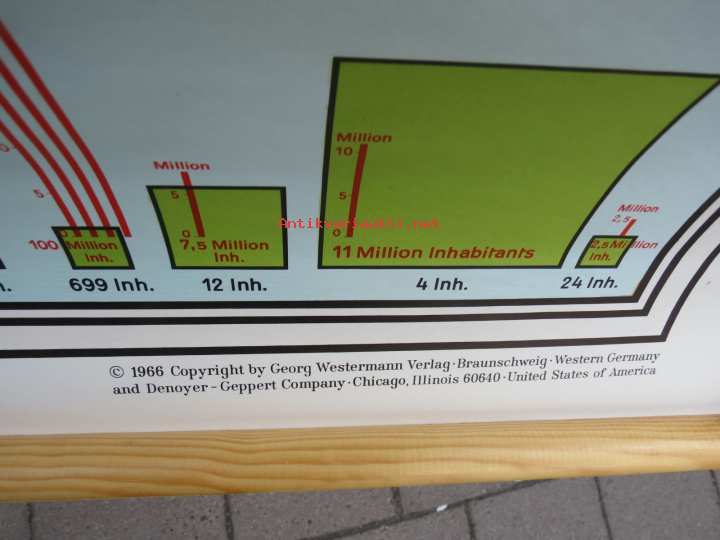 Million
10
5
0
11 Million Inhabitants
4 Inh.
Million
5
0
7,5 Million
Inh.
12 Inh.
5
0
100 Million
Inh.
699 Inh.
Million
2,5
2,5 Million
Inh.
24 Inh.
Antikvariaatti.net
© 1966 Copyright by Georg Westermann Verlag · Braunschweig · Western Germany
and Denoyer - Geppert Company · Chicago, Illinois 60640 · United States of America